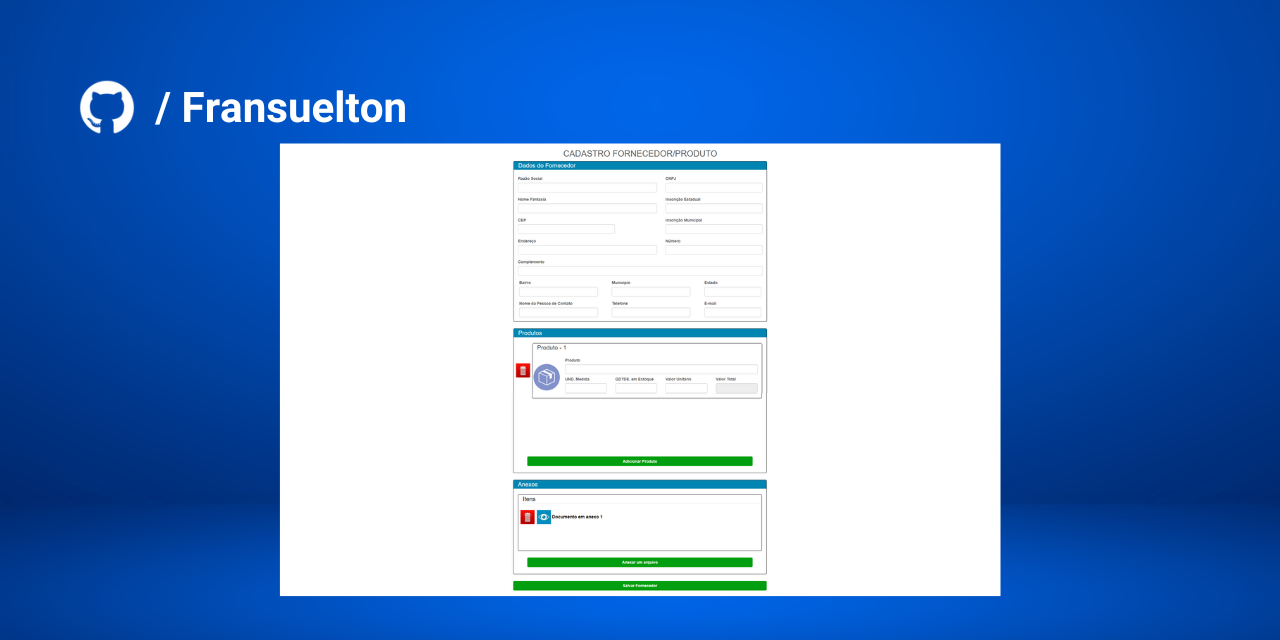 / Fransuelton
CADASTRO FORNECEDOR/PRODUTO
Dados do Fornecedor
Razão Social CNPJ
Nome Fantasia Inscrição Estadual
CEP Inscrição Municipal
Endereço Número
Complemento
Bairro Município Estado
Nome da Pessoa de Contato Telefone E-mail
Produtos
Produto - 1
Produto
UND. Medida QDTDE. em Estoque Valor Unitário Valor Total
Adicionar Produto
Anexos
Itens
Documento em anexo 1
Anexar um arquivo
Salvar Fornecedor